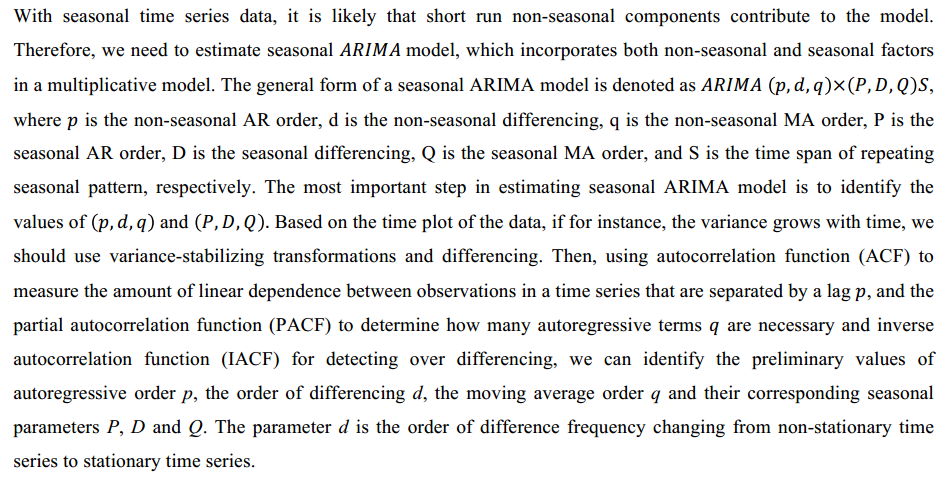 With seasonal time series data, it is likely that short run non-seasonal components contribute to the model.
Therefore, we need to estimate seasonal ARIMA model, which incorporates both non-seasonal and seasonal factors
in a multiplicative model. The general form of a seasonal ARIMA model is denoted as ARIMA (p, d, q)×(P, D, Q)S,
where p is the non-seasonal AR order, d is the non-seasonal differencing, q is the non-seasonal MA order, P is the
seasonal AR order, D is the seasonal differencing, Q is the seasonal MA order, and S is the time span of repeating
seasonal pattern, respectively. The most important step in estimating seasonal ARIMA model is to identify the
values of (p, d, q) and (P, D, Q). Based on the time plot of the data, if for instance, the variance grows with time, we
should use variance-stabilizing transformations and differencing. Then, using autocorrelation function (ACF) to
measure the amount of linear dependence between observations in a time series that are separated by a lag p, and the
partial autocorrelation function (PACF) to determine how many autoregressive terms q are necessary and inverse
autocorrelation function (IACF) for detecting over differencing, we can identify the preliminary values of
autoregressive order p, the order of differencing d, the moving average order q and their corresponding seasonal
parameters P, D and Q. The parameter d is the order of difference frequency changing from non-stationary time
series to stationary time series.